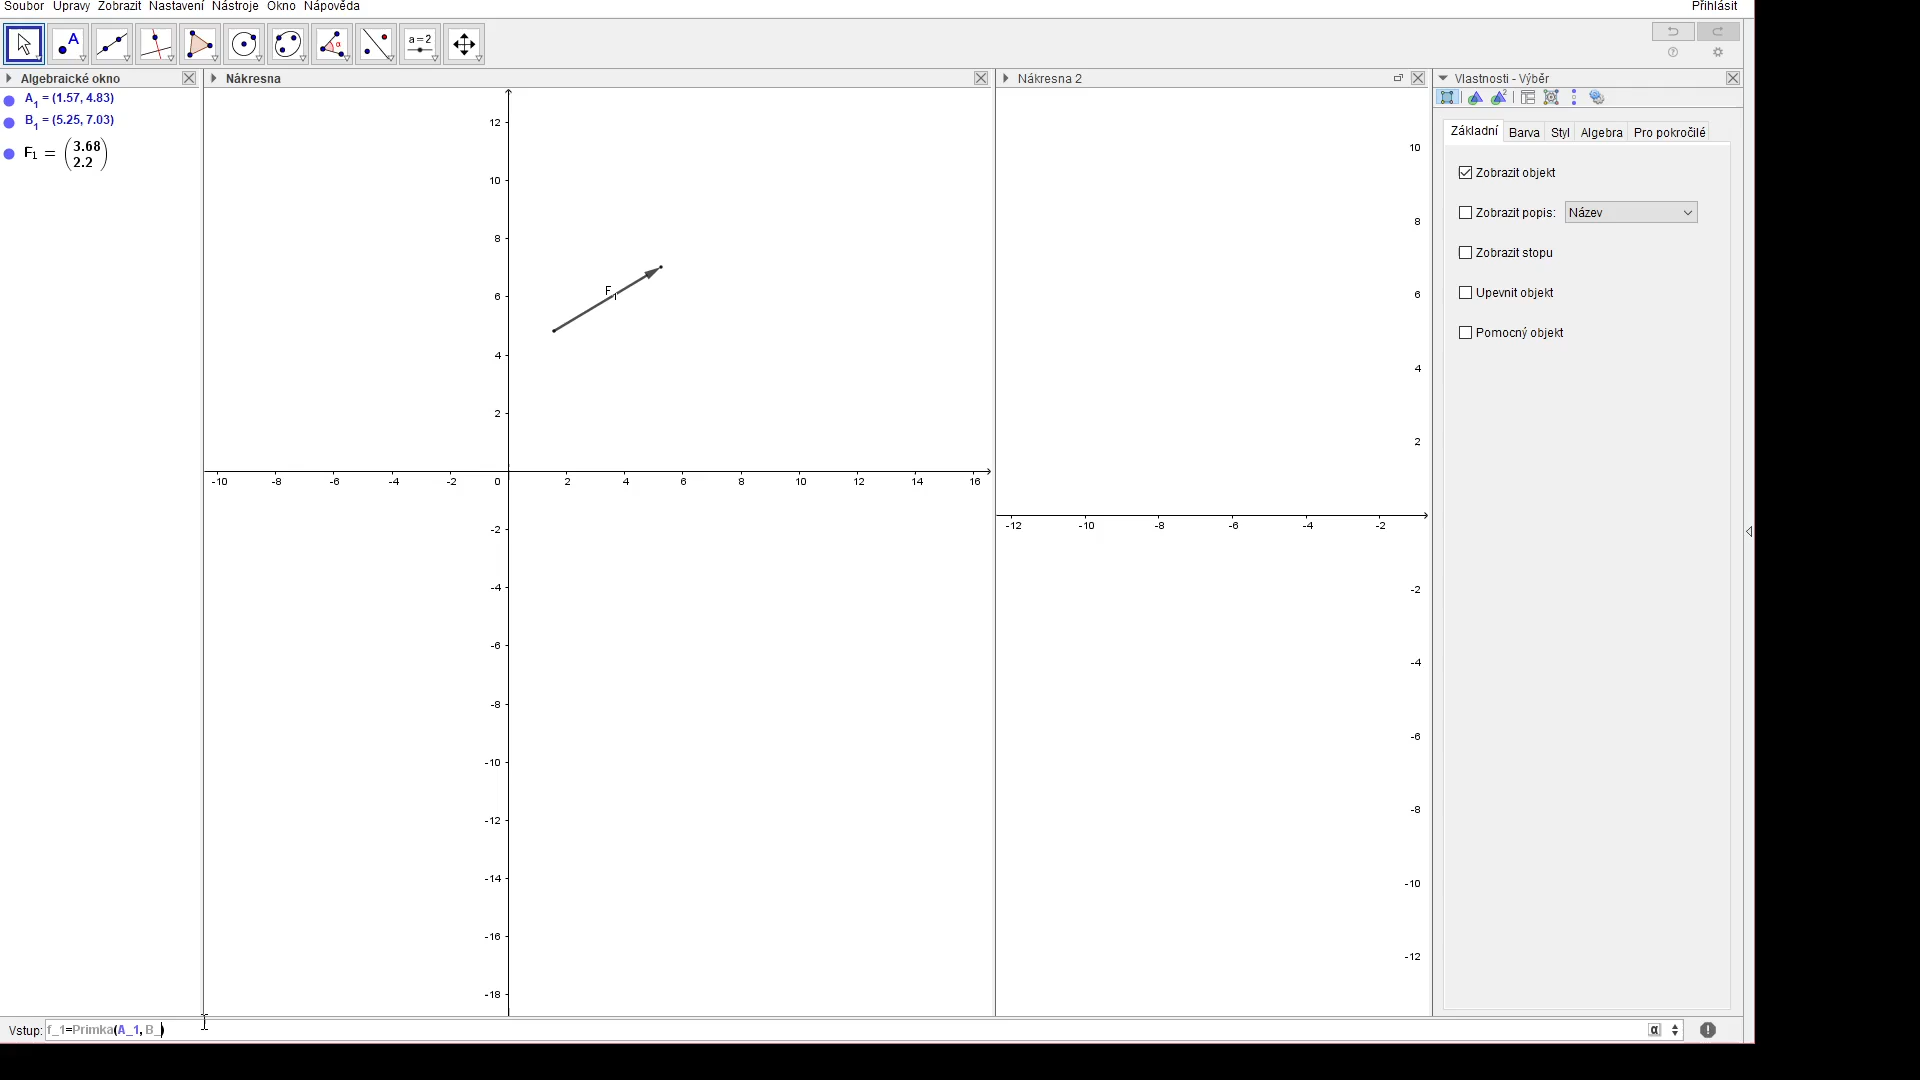 Soubor Upravy Zobrazit Nastavení Nástroje Okno Nápověda Přihlásit
A α a = 2
Algebraické okno Nákresna Nákresna 2 Vlastnosti - Výběr
A1 = (1.57, 4.83)
B1 = (5.25, 7.03)
F1 = (3.68
2.2)
Základní Barva Styl Algebra Pro pokročilé
Zobrazit objekt
Zobrazit popis: Název
Zobrazit stopu
Upevnit objekt
Pomocný objekt
F1
12
10
8
6
4
2
-10 -8 -6 -4 -2 0 2 4 6 8 10 12 14 16
-2
-4
-6
-8
-10
-12
-14
-16
-18
10
8
6
4
2
-12 -10 -8 -6 -4 -2
-2
-4
-6
-8
-10
-12
Vstup: f_1=Primka(A_1, B_) α